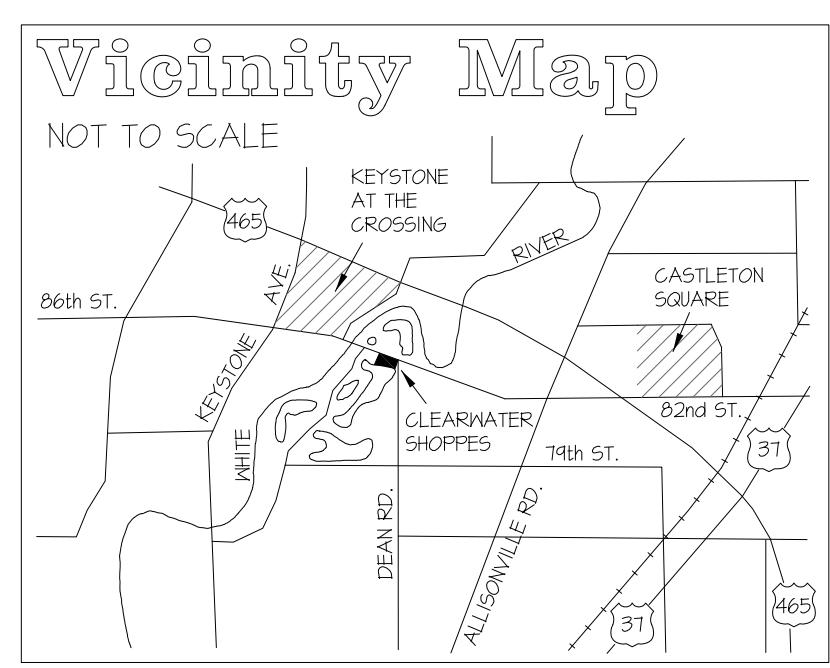 Vicinity Map
NOT TO SCALE
KEYSTONE
AT THE
CROSSING
465
RIVER
AVE.
CASTLETON
SQUARE
86th ST.
KEYSTONE
82nd ST.
CLEARWATER
SHOPPES
WHITE
79th ST.
37
DEAN RD.
ALLISONVILLE RD.
37
465